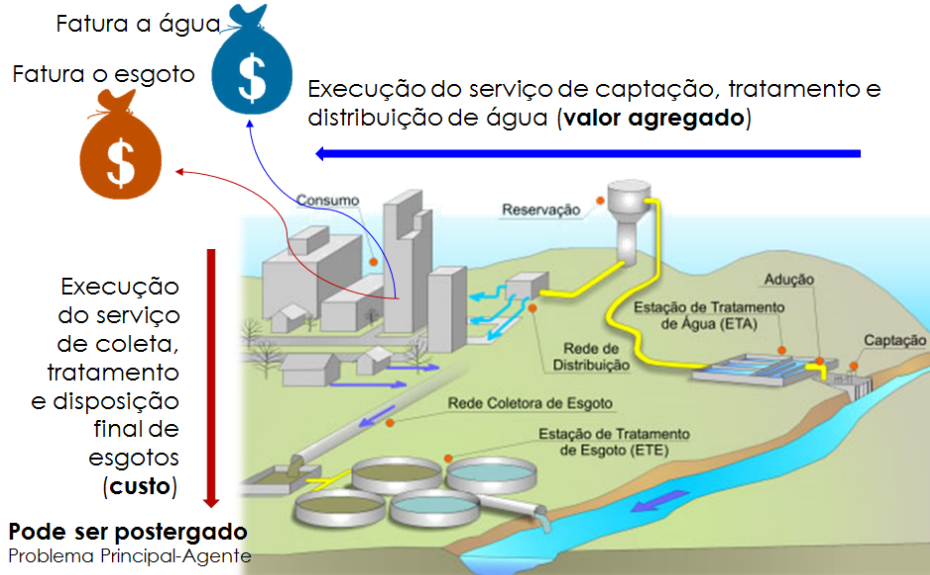 Fatura a água
$
Fatura o esgoto
$
Execução do serviço de captação, tratamento e
distribuição de água (valor agregado)
Consumo
Reservação
Adução
Estação de Tratamento
de Água (ETA)
Captação
Rede de
Distribuição
Execução
do serviço
de coleta,
tratamento
e disposição
final de
esgotos
(custo)
Rede Coletora de Esgoto
Estação de Tratamento
de Esgoto (ETE)
Pode ser postergado
Problema Principal-Agente